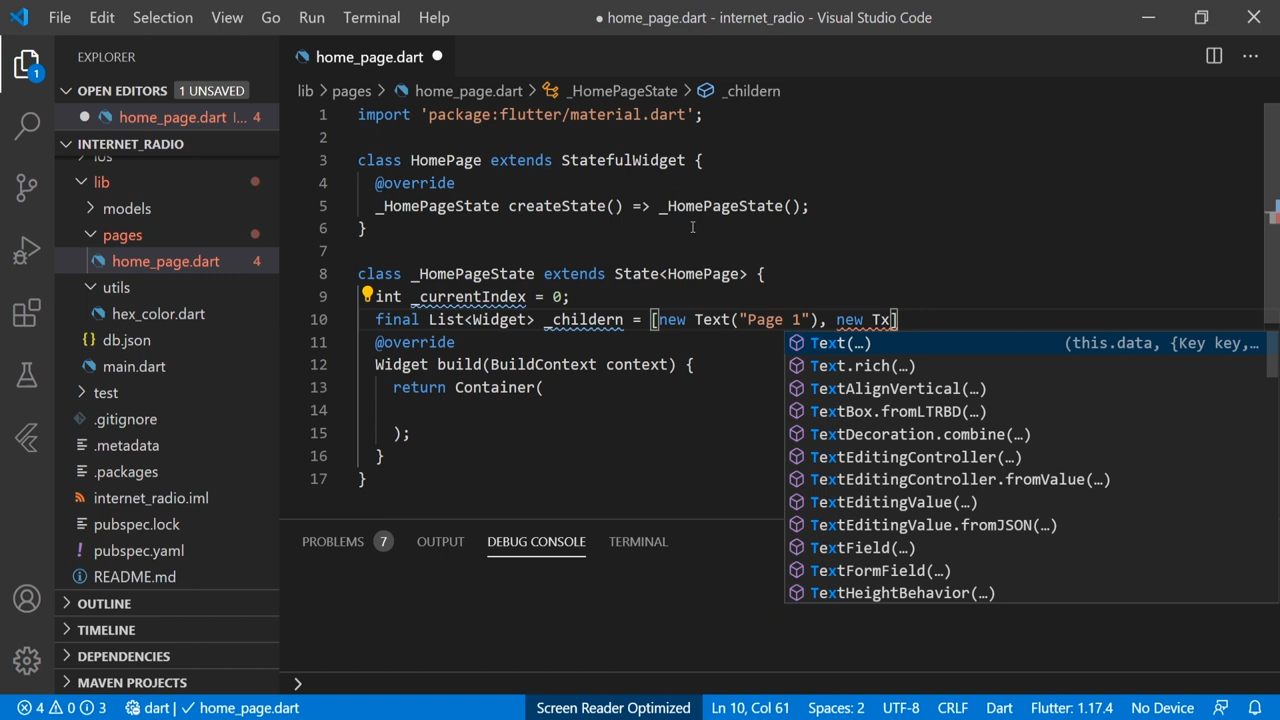 File Edit Selection View Go Run Terminal Help ● home_page.dart - internet_radio - Visual Studio Code
EXPLORER
OPEN EDITORS 1 UNSAVED
home_page.dart l... 4
INTERNET_RADIO
ios
lib
models
pages
home_page.dart 4
utils
hex_color.dart
db.json
main.dart
test
.gitignore
.metadata
.packages
internet_radio.iml
pubspec.lock
pubspec.yaml
README.md
OUTLINE
TIMELINE
DEPENDENCIES
MAVEN PROJECTS
1
home_page.dart
lib > pages > home_page.dart > _HomePageState > _childern
1 import 'package:flutter/material.dart';
2
3 class HomePage extends StatefulWidget {
4 @override
5 _HomePageState createState() => _HomePageState();
6 }
7
8 class _HomePageState extends State<HomePage> {
9 int _currentIndex = 0;
10 final List<Widget> _childern = [new Text("Page 1"), new Tx]
11 @override
12 Widget build(BuildContext context) {
13 return Container(
14
15 );
16 }
17 }
Text(…) (this.data, {Key key,…
Text.rich(…)
TextAlignVertical(…)
TextBox.fromLTRBD(…)
TextDecoration.combine(…)
TextEditingController(…)
TextEditingController.fromValue(…)
TextEditingValue(…)
TextEditingValue.fromJSON(…)
TextField(…)
TextFormField(…)
TextHeightBehavior(…)
PROBLEMS 7 OUTPUT DEBUG CONSOLE TERMINAL
4 0 3 dart | ✓ home_page.dart Screen Reader Optimized Ln 10, Col 61 Spaces: 2 UTF-8 CRLF Dart Flutter: 1.17.4 No Device